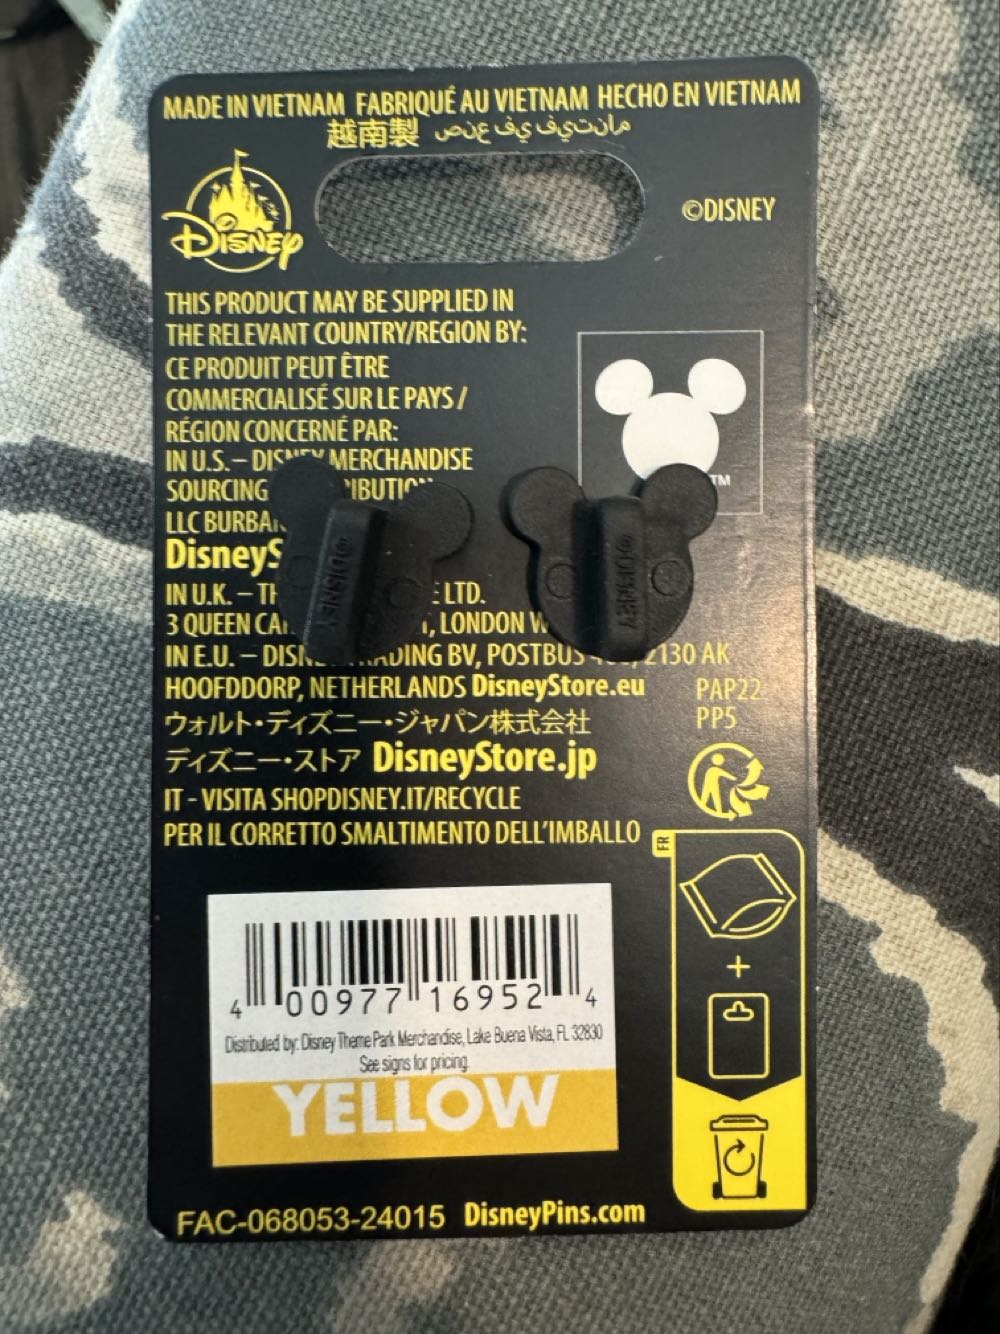 MADE IN VIETNAM FABRIQUÉ AU VIETNAM HECHO EN VIETNAM
越南製 صنع في فيتنام
©DISNEY
Disney
THIS PRODUCT MAY BE SUPPLIED IN
THE RELEVANT COUNTRY/REGION BY:
CE PRODUIT PEUT ÊTRE
COMMERCIALISÉ SUR LE PAYS /
RÉGION CONCERNÉ PAR:
IN U.S. – DISNEY MERCHANDISE
SOURCING
LLC
IN U.K. –
LTD.
3 QUEEN
LONDON
IN E.U. –
BV, POSTBUS
2130 AK
HOOFDDORP, NETHERLANDS DisneyStore.eu
ウォルト・ディズニー・ジャパン株式会社
ディズニー・ストア DisneyStore.jp
IT - VISITA SHOPDISNEY.IT/RECYCLE
PER IL CORRETTO SMALTIMENTO DELL'IMBALLO
TM
©DISNEY
©DISNEY
PAP22
PP5
FR
+
4 00977 16952 4
Distributed by: Disney Theme Park Merchandise, Lake Buena Vista, FL 32830
See signs for pricing.
YELLOW
FAC-068053-24015 DisneyPins.com